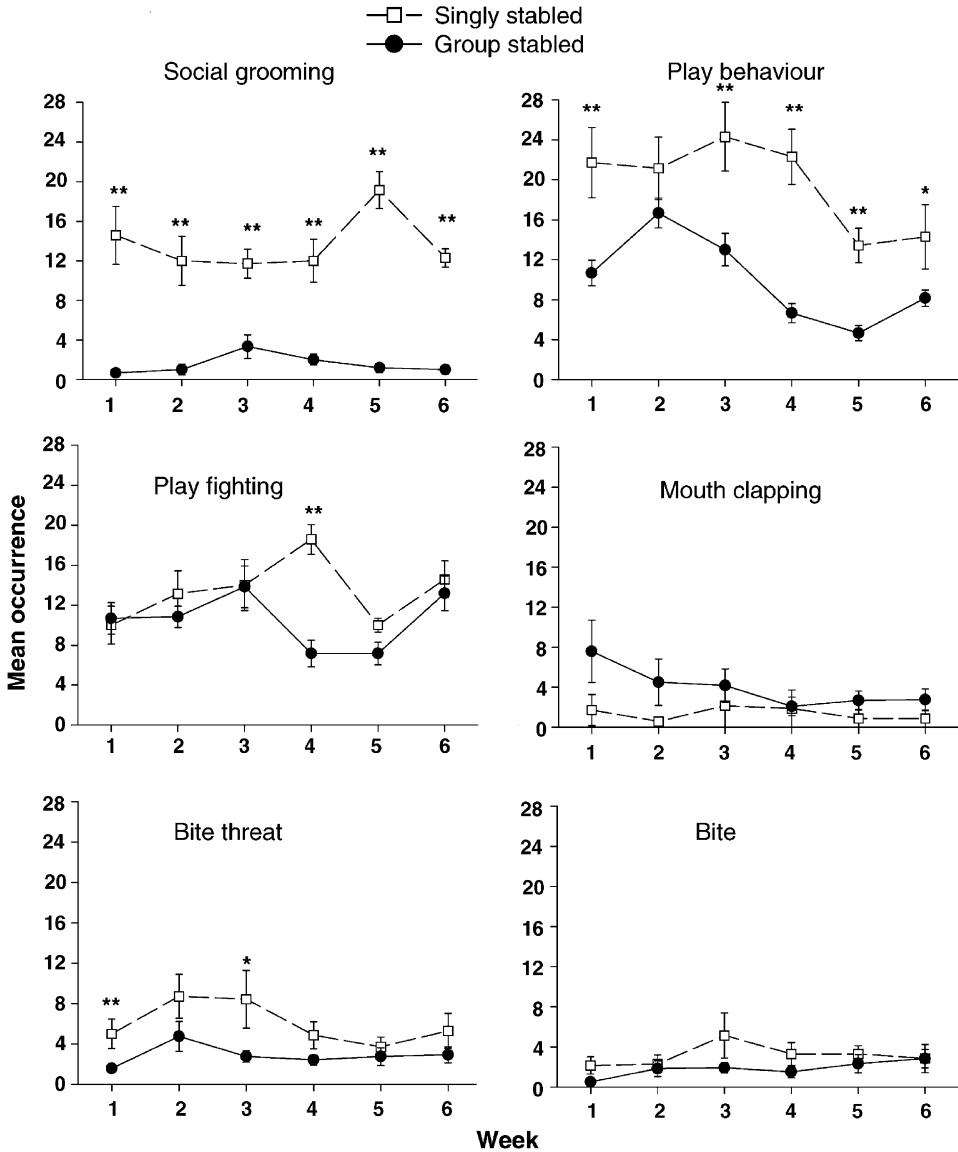 Singly stabled
Group stabled
Social grooming
28
24
20
16
12
8
4
0
** ** ** ** ** **
1 2 3 4 5 6
Play behaviour
28
24
20
16
12
8
4
0
** ** ** ** *
1 2 3 4 5 6
Mean occurrence
Play fighting
28
24
20
16
12
8
4
0
**
1 2 3 4 5 6
Mouth clapping
28
24
20
16
12
8
4
0
1 2 3 4 5 6
Bite threat
28
24
20
16
12
8
4
0
** *
1 2 3 4 5 6
Bite
28
24
20
16
12
8
4
0
1 2 3 4 5 6
Week